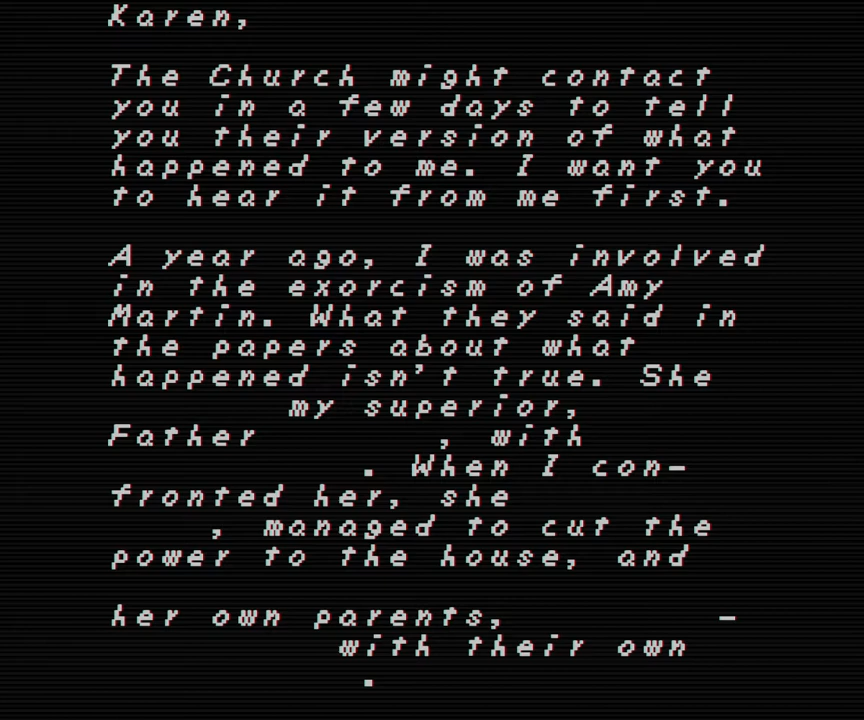 Karen,
The Church might contact
you in a few days to tell
you their version of what
happened to me. I want you
to hear it from me first.
A year ago, I was involved
in the exorcism of Amy
Martin. What they said in
the papers about what
happened isn't true. She
my superior,
Father , with
. When I con-
fronted her, she
, managed to cut the
power to the house, and
her own parents, -
with their own
.